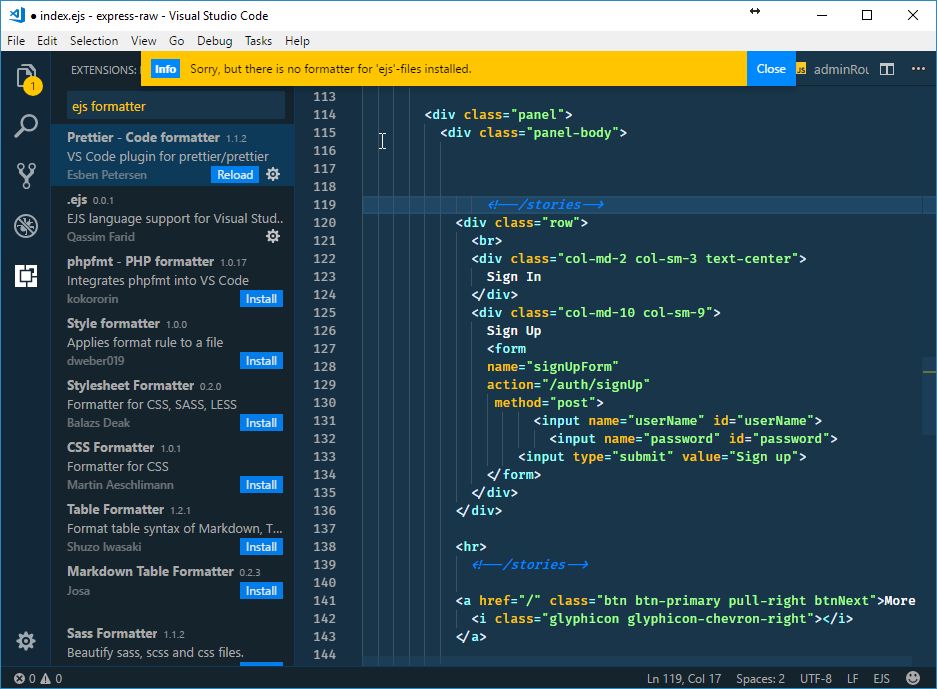 ● index.ejs - express-raw - Visual Studio Code
File Edit Selection View Go Debug Tasks Help
1
EXTENSIONS:
Info Sorry, but there is no formatter for 'ejs'-files installed. Close
JS adminRou
ejs formatter
Prettier - Code formatter 1.1.2
VS Code plugin for prettier/prettier
Esben Petersen Reload
.ejs 0.0.1
EJS language support for Visual Stud..
Qassim Farid
phpfmt - PHP formatter 1.0.17
Integrates phpfmt into VS Code
kokororin Install
Style formatter 1.0.0
Applies format rule to a file
dweber019 Install
Stylesheet Formatter 0.2.0
Formatter for CSS, SASS, LESS
Balazs Deak Install
CSS Formatter 1.0.1
Formatter for CSS
Martin Aeschlimann Install
Table Formatter 1.2.1
Format table syntax of Markdown, T...
Shuzo Iwasaki Install
Markdown Table Formatter 0.2.3
Josa Install
Sass Formatter 1.1.2
Beautify sass, scss and css files.
113
114 <div class="panel">
115 <div class="panel-body">
116
117
118
119 <!--/stories-->
120 <div class="row">
121 <br>
122 <div class="col-md-2 col-sm-3 text-center">
123 Sign In
124 </div>
125 <div class="col-md-10 col-sm-9">
126 Sign Up
127 <form
128 name="signUpForm"
129 action="/auth/signUp"
130 method="post">
131 <input name="userName" id="userName">
132 <input name="password" id="password">
133 <input type="submit" value="Sign up">
134 </form>
135 </div>
136 </div>
137
138 <hr>
139 <!--/stories-->
140
141 <a href="/" class="btn btn-primary pull-right btnNext">More
142 <i class="glyphicon glyphicon-chevron-right"></i>
143 </a>
144
0 0 Ln 119, Col 17 Spaces: 2 UTF-8 LF EJS